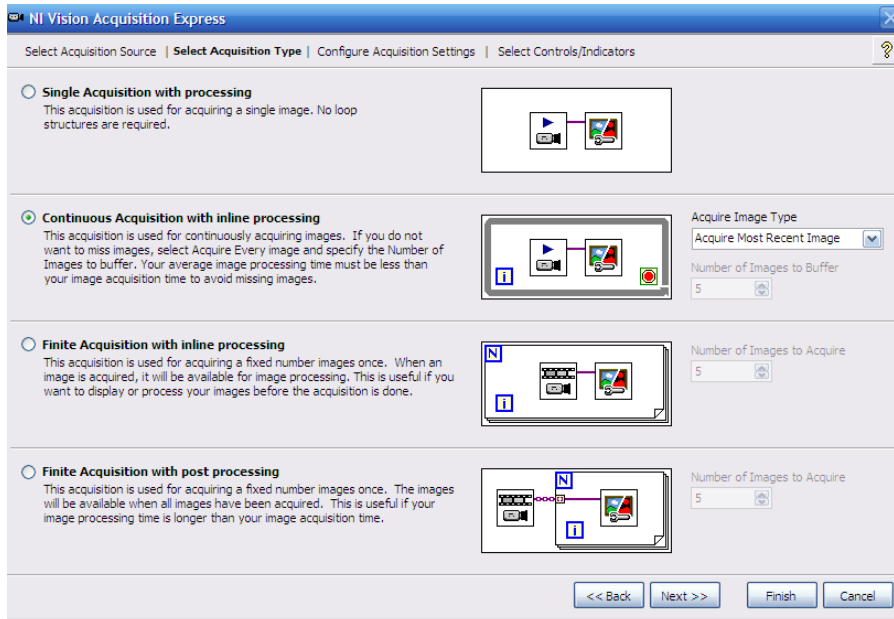 NI Vision Acquisition Express
Select Acquisition Source | Select Acquisition Type | Configure Acquisition Settings | Select Controls/Indicators
?
Single Acquisition with processing
This acquisition is used for acquiring a single image. No loop
structures are required.
Continuous Acquisition with inline processing
This acquisition is used for continuously acquiring images. If you do not
want to miss images, select Acquire Every image and specify the Number of
Images to buffer. Your average image processing time must be less than
your image acquisition time to avoid missing images.
i
Acquire Image Type
Acquire Most Recent Image
Number of Images to Buffer
5
Finite Acquisition with inline processing
This acquisition is used for acquiring a fixed number images once. When an
image is acquired, it will be available for image processing. This is useful if you
want to display or process your images before the acquisition is done.
N
i
Number of Images to Acquire
5
Finite Acquisition with post processing
This acquisition is used for acquiring a fixed number images once. The images
will be available when all images have been acquired. This is useful if your
image processing time is longer than your image acquisition time.
N
i
Number of Images to Acquire
5
<< Back
Next >>
Finish
Cancel